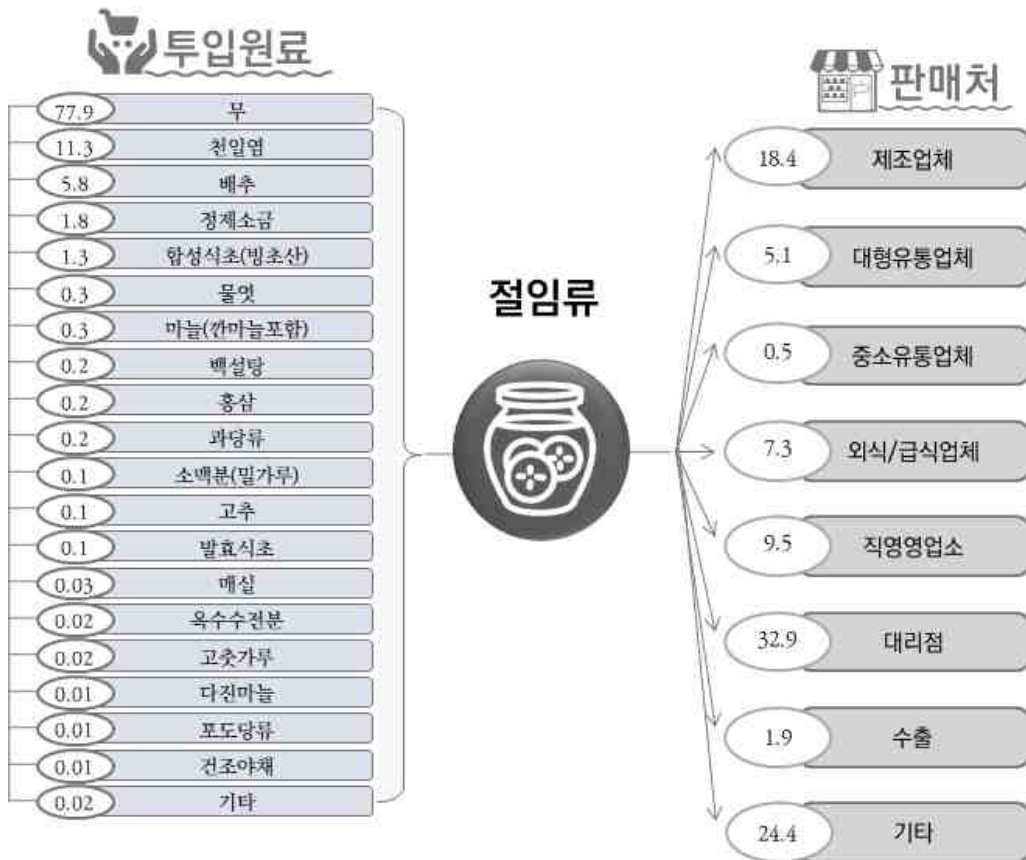 투입원료
77.9 무
11.3 천일염
5.8 배추
1.8 정제소금
1.3 합성식초(빙초산)
0.3 물엿
0.3 마늘(깐마늘포함)
0.2 백설탕
0.2 홍삼
0.2 과당류
0.1 소맥분(밀가루)
0.1 고추
0.1 발효식초
0.03 매실
0.02 옥수수전분
0.02 고춧가루
0.01 다진마늘
0.01 포도당류
0.01 건조야채
0.02 기타
절임류
판매처
18.4 제조업체
5.1 대형유통업체
0.5 중소유통업체
7.3 외식/급식업체
9.5 직영영업소
32.9 대리점
1.9 수출
24.4 기타